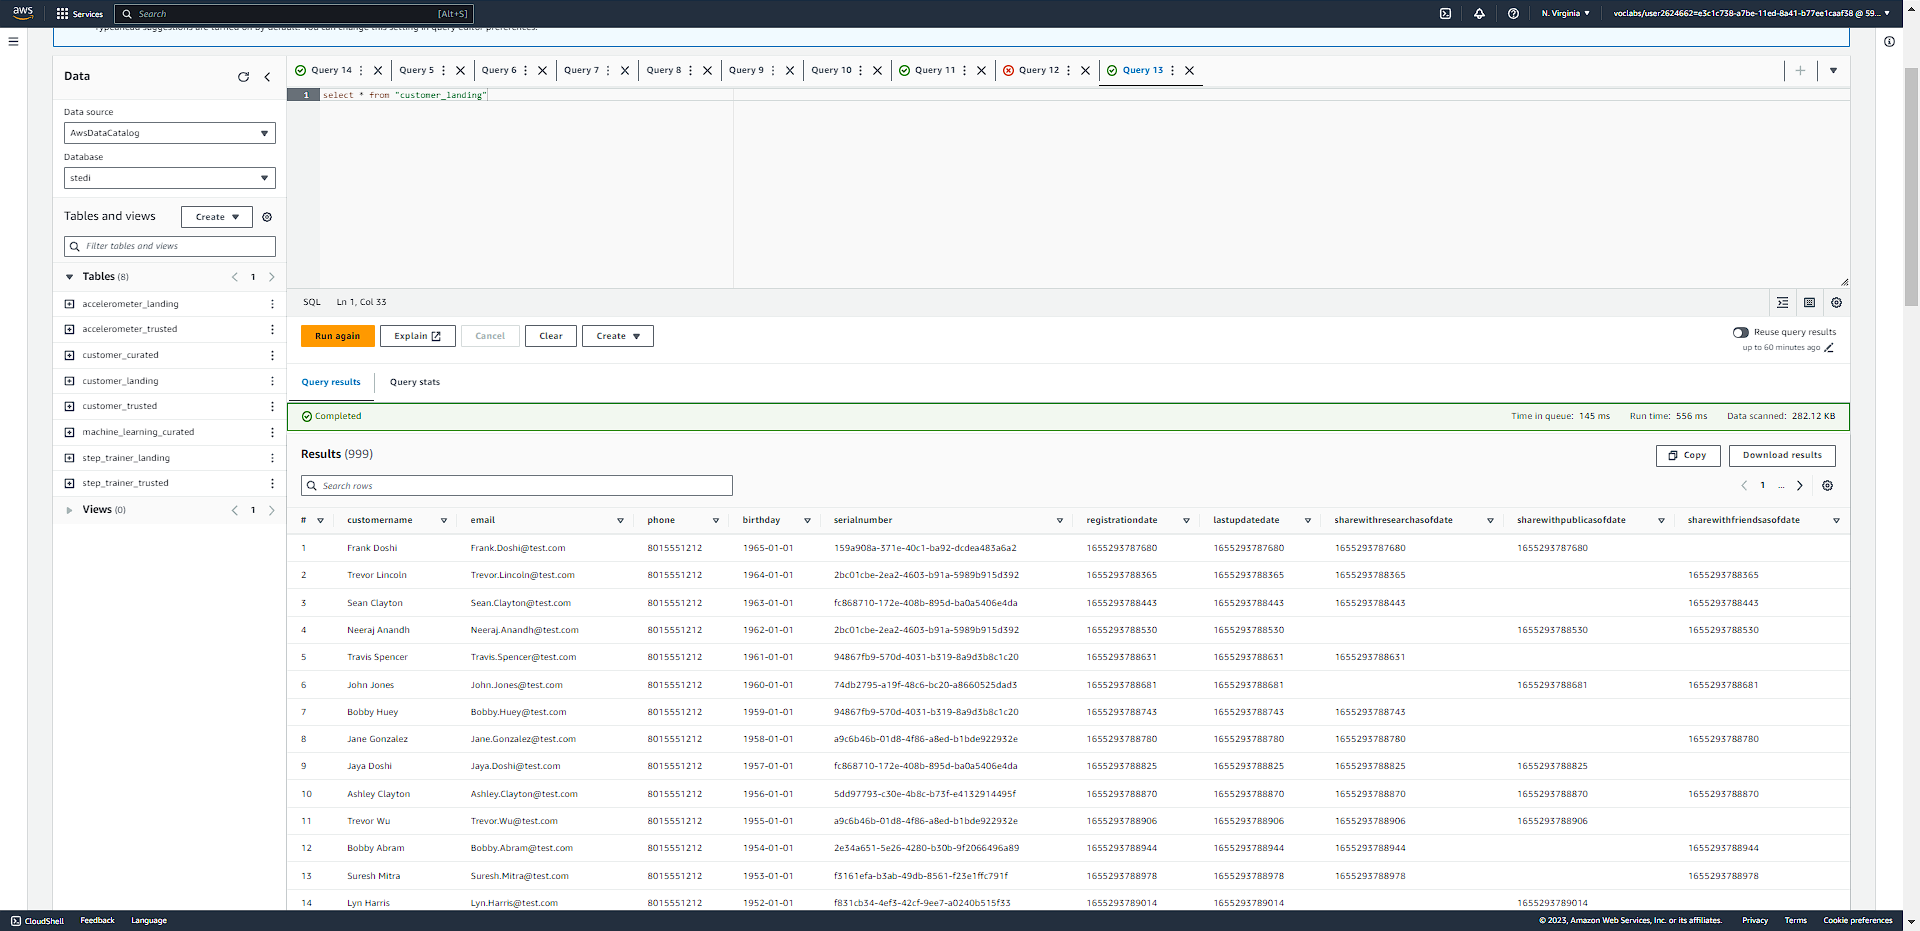 aws Services Search [Alt+S] N. Virginia voclabs/user2624662=e3c1c738-a7be-11ed-8a41-b77ee1caaf38 @ 59...
Typeahead suggestions are turned on by default. You can change this setting in query editor preferences.
Data
Data source
AwsDataCatalog
Database
stedi
Tables and views Create
Filter tables and views
Tables (8) 1
accelerometer_landing
accelerometer_trusted
customer_curated
customer_landing
customer_trusted
machine_learning_curated
step_trainer_landing
step_trainer_trusted
Views (0) 1
Query 14 Query 5 Query 6 Query 7 Query 8 Query 9 Query 10 Query 11 Query 12 Query 13
1 select * from "customer_landing"
SQL Ln 1, Col 33
Run again Explain Cancel Clear Create
Reuse query results
up to 60 minutes ago
Query results Query stats
Completed Time in queue: 145 ms Run time: 556 ms Data scanned: 282.12 KB
Results (999) Copy Download results
Search rows 1 ...
# customername email phone birthday serialnumber registrationdate lastupdatedate sharewithresearchasofdate sharewithpublicasofdate sharewithfriendsasofdate
1 Frank Doshi Frank.Doshi@test.com 8015551212 1965-01-01 159a908a-371e-40c1-ba92-dcdea483a6a2 1655293787680 1655293787680 1655293787680 1655293787680
2 Trevor Lincoln Trevor.Lincoln@test.com 8015551212 1964-01-01 2bc01cbe-2ea2-4603-b91a-5989b915d392 1655293788365 1655293788365 1655293788365 1655293788365
3 Sean Clayton Sean.Clayton@test.com 8015551212 1963-01-01 fc868710-172e-408b-895d-ba0a5406e4da 1655293788443 1655293788443 1655293788443 1655293788443
4 Neeraj Anandh Neeraj.Anandh@test.com 8015551212 1962-01-01 2bc01cbe-2ea2-4603-b91a-5989b915d392 1655293788530 1655293788530 1655293788530 1655293788530
5 Travis Spencer Travis.Spencer@test.com 8015551212 1961-01-01 94867fb9-570d-4031-b319-8a9d3b8c1c20 1655293788631 1655293788631 1655293788631
6 John Jones John.Jones@test.com 8015551212 1960-01-01 74db2795-a19f-48c6-bc20-a8660525dad3 1655293788681 1655293788681 1655293788681 1655293788681
7 Bobby Huey Bobby.Huey@test.com 8015551212 1959-01-01 94867fb9-570d-4031-b319-8a9d3b8c1c20 1655293788743 1655293788743 1655293788743
8 Jane Gonzalez Jane.Gonzalez@test.com 8015551212 1958-01-01 a9c6b46b-01d8-4f86-a8ed-b1bde922932e 1655293788780 1655293788780 1655293788780 1655293788780
9 Jaya Doshi Jaya.Doshi@test.com 8015551212 1957-01-01 fc868710-172e-408b-895d-ba0a5406e4da 1655293788825 1655293788825 1655293788825 1655293788825
10 Ashley Clayton Ashley.Clayton@test.com 8015551212 1956-01-01 5dd97793-c30e-4b8c-b73f-e4132914495f 1655293788870 1655293788870 1655293788870 1655293788870 1655293788870
11 Trevor Wu Trevor.Wu@test.com 8015551212 1955-01-01 a9c6b46b-01d8-4f86-a8ed-b1bde922932e 1655293788906 1655293788906 1655293788906 1655293788906
12 Bobby Abram Bobby.Abram@test.com 8015551212 1954-01-01 2e34a651-5e26-4280-b30b-9f2066496a89 1655293788944 1655293788944 1655293788944 1655293788944
13 Suresh Mitra Suresh.Mitra@test.com 8015551212 1953-01-01 f3161efa-b3ab-49db-8561-f23e1ffc791f 1655293788978 1655293788978 1655293788978 1655293788978
14 Lyn Harris Lyn.Harris@test.com 8015551212 1952-01-01 f831cb34-4ef3-42cf-9ee7-a0240b515f33 1655293789014 1655293789014 1655293789014
CloudShell Feedback Language © 2023, Amazon Web Services, Inc. or its affiliates. Privacy Terms Cookie preferences